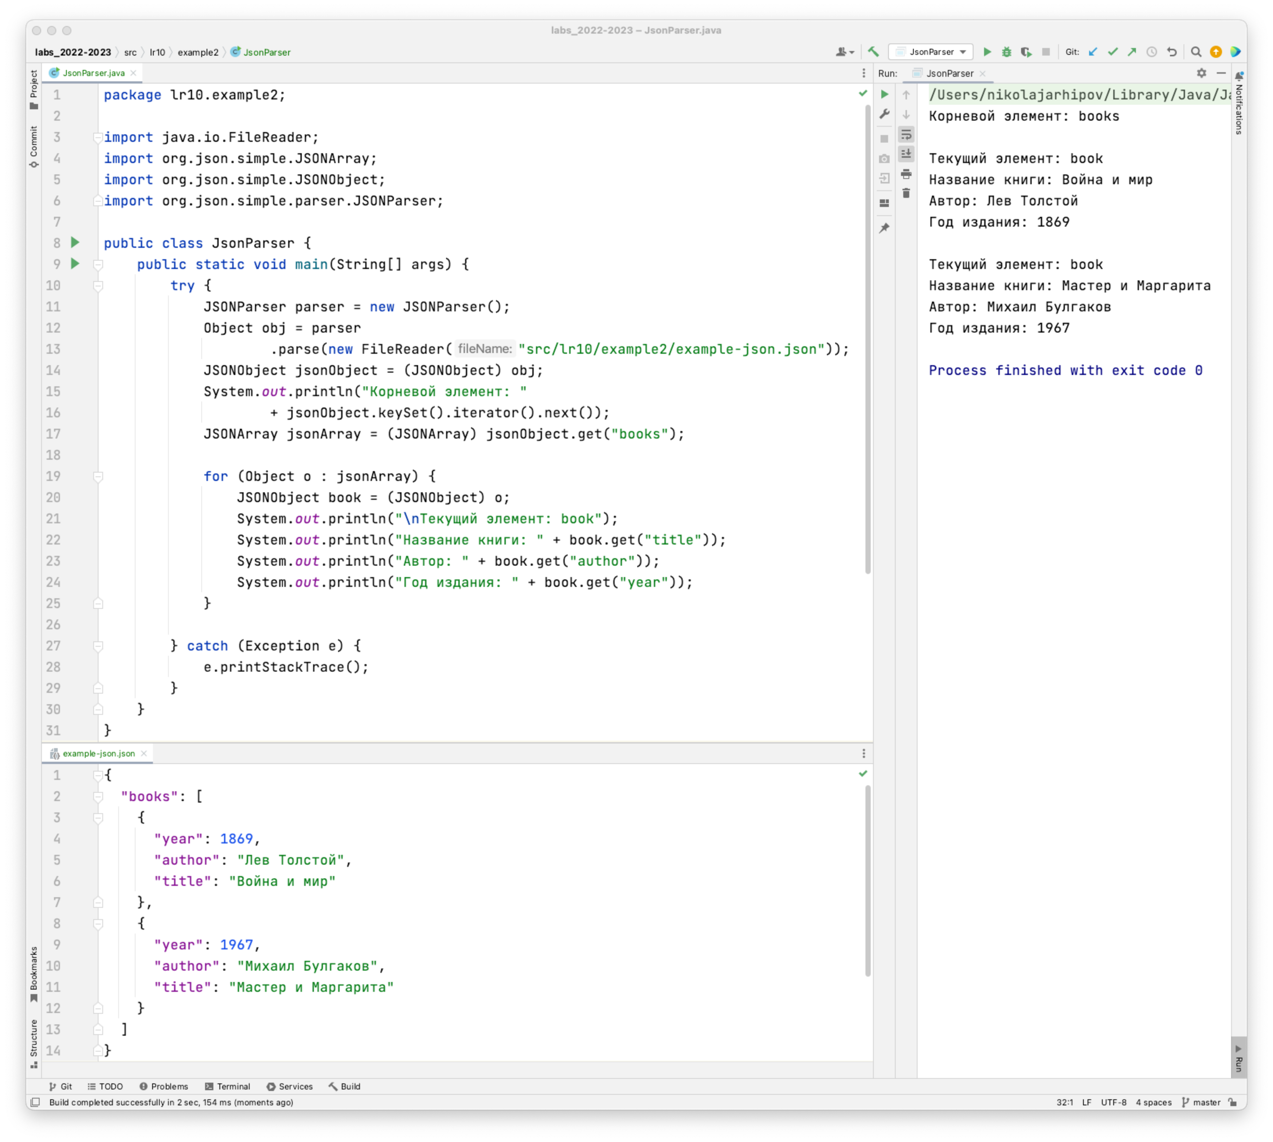 labs_2022-2023 – JsonParser.java
labs_2022-2023 src lr10 example2 JsonParser
JsonParser Git:
Project
Commit
Bookmarks
Structure
JsonParser.java
1 package lr10.example2;
2
3 import java.io.FileReader;
4 import org.json.simple.JSONArray;
5 import org.json.simple.JSONObject;
6 import org.json.simple.parser.JSONParser;
7
8 public class JsonParser {
9 public static void main(String[] args) {
10 try {
11 JSONParser parser = new JSONParser();
12 Object obj = parser
13 .parse(new FileReader( fileName: "src/lr10/example2/example-json.json"));
14 JSONObject jsonObject = (JSONObject) obj;
15 System.out.println("Корневой элемент: "
16 + jsonObject.keySet().iterator().next());
17 JSONArray jsonArray = (JSONArray) jsonObject.get("books");
18
19 for (Object o : jsonArray) {
20 JSONObject book = (JSONObject) o;
21 System.out.println("\nТекущий элемент: book");
22 System.out.println("Название книги: " + book.get("title"));
23 System.out.println("Автор: " + book.get("author"));
24 System.out.println("Год издания: " + book.get("year"));
25 }
26
27 } catch (Exception e) {
28 e.printStackTrace();
29 }
30 }
31 }
example-json.json
1 {
2 "books": [
3 {
4 "year": 1869,
5 "author": "Лев Толстой",
6 "title": "Война и мир"
7 },
8 {
9 "year": 1967,
10 "author": "Михаил Булгаков",
11 "title": "Мастер и Маргарита"
12 }
13 ]
14 }
Run: JsonParser
/Users/nikolajarhipov/Library/Java/Ja
Корневой элемент: books
Текущий элемент: book
Название книги: Война и мир
Автор: Лев Толстой
Год издания: 1869
Текущий элемент: book
Название книги: Мастер и Маргарита
Автор: Михаил Булгаков
Год издания: 1967
Process finished with exit code 0
Notifications
Run
Git TODO Problems Terminal Services Build
Build completed successfully in 2 sec, 154 ms (moments ago) 32:1 LF UTF-8 4 spaces master